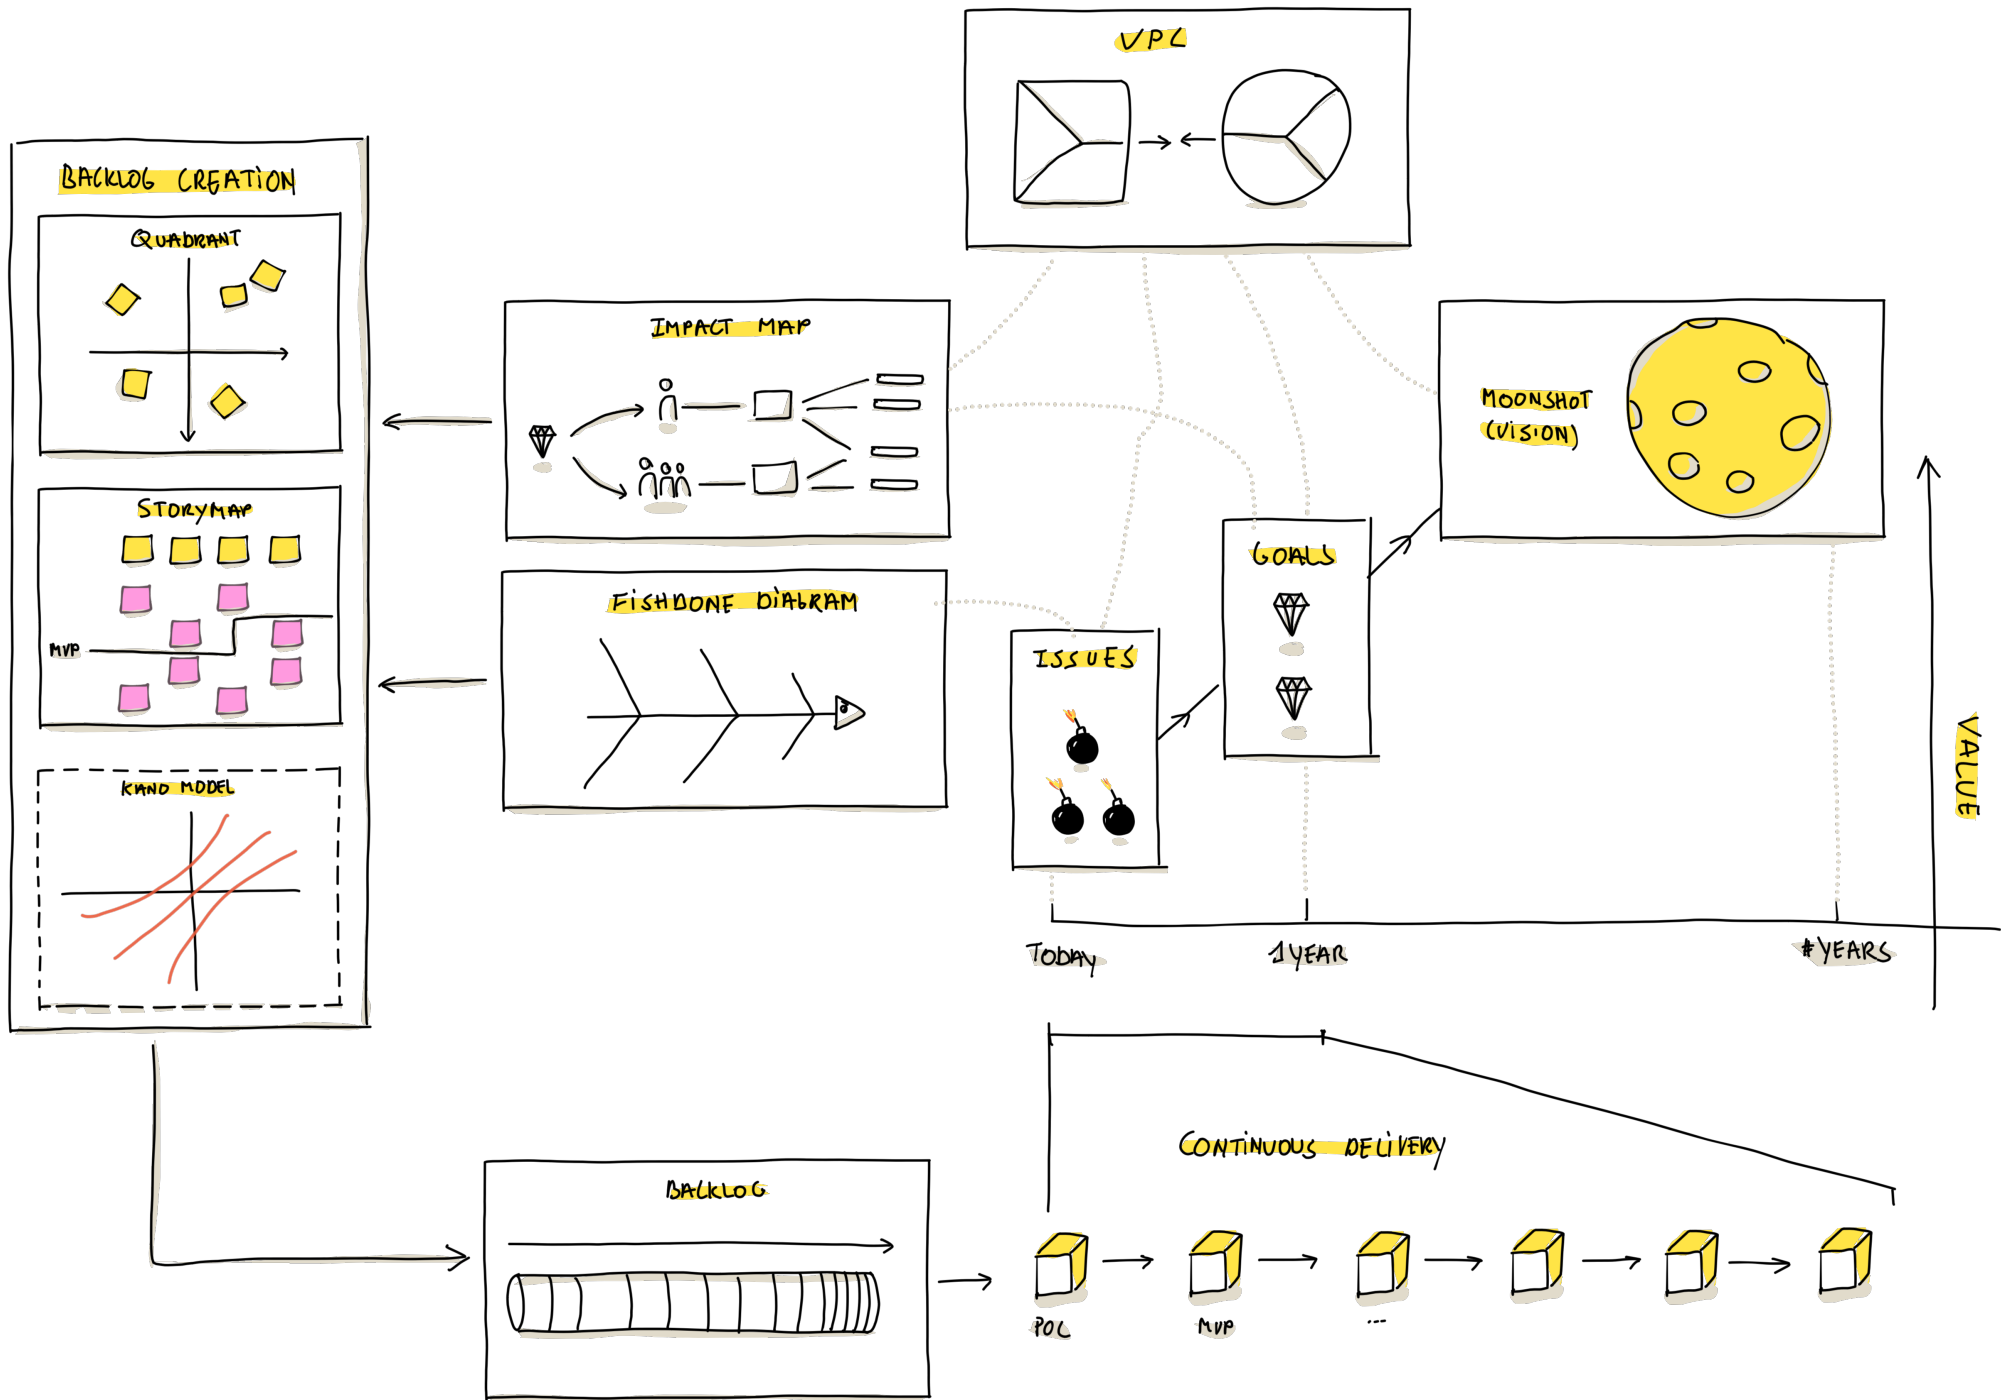 VPC
BACKLOG CREATION
QUADRANT
IMPACT MAP
MOONSHOT
(VISION)
STORYMAP
MVP
GOALS
FISHBONE DIAGRAM
ISSUES
KANO MODEL
VALUE
TODAY
1 YEAR
# YEARS
CONTINUOUS DELIVERY
BACKLOG
POC
MVP
...